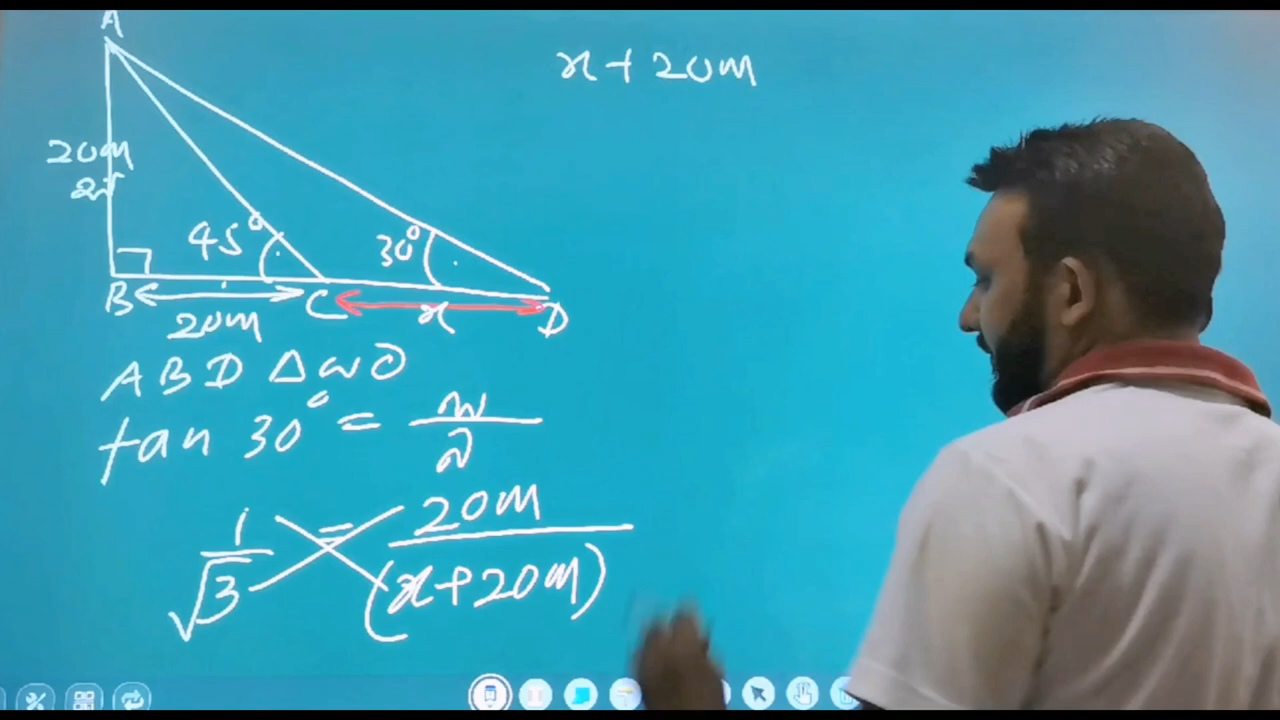 x + 20m
A
20m
45°
30°
B
C
D
20m
x
ABD Δ
tan 30° =
1/√3 = 20m/(x+20m)